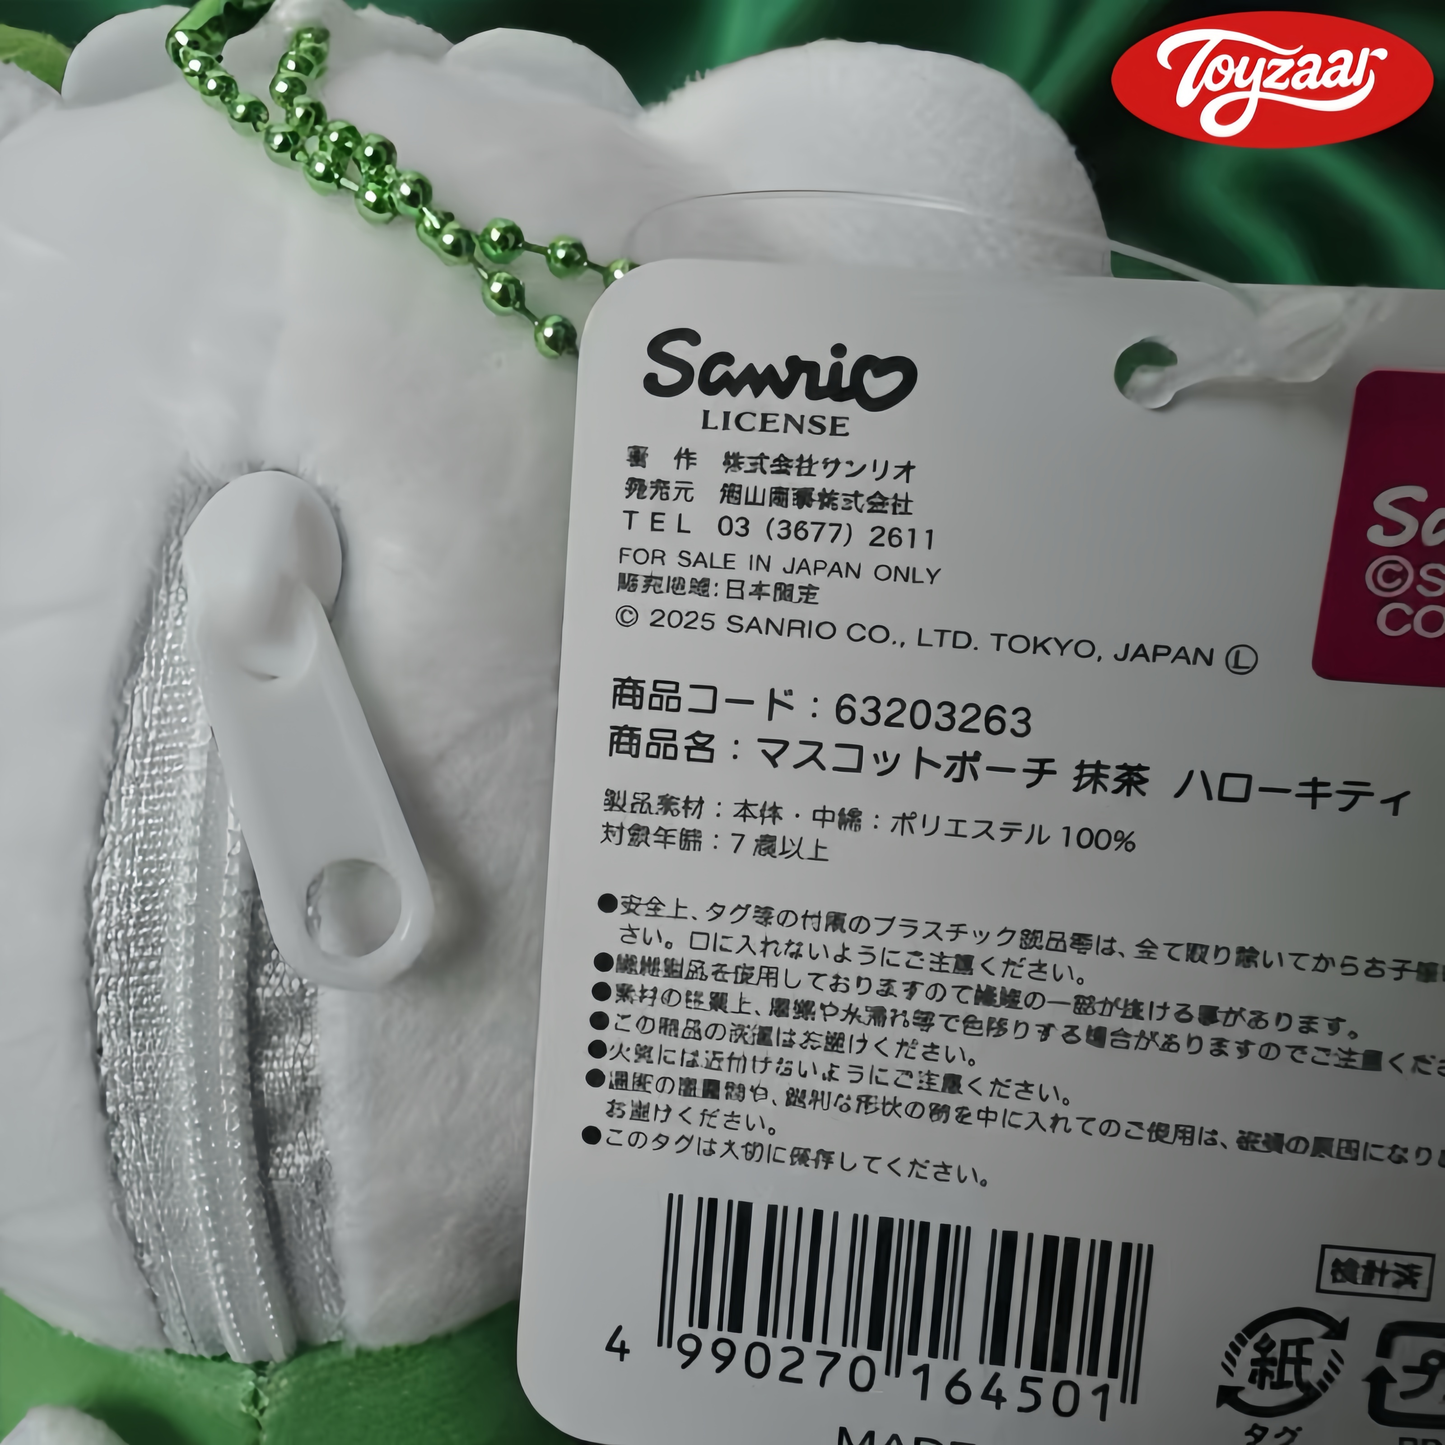 Toyzaar
Sanrio
LICENSE
著 作 株式会社サンリオ
発売元 山商事株式会社
TEL 03 (3677) 2611
FOR SALE IN JAPAN ONLY
販売地域:日本限定
© 2025 SANRIO CO., LTD. TOKYO, JAPAN Ⓛ
Sa
©S
CO
商品コード:63203263
商品名:マスコットポーチ 抹茶 ハローキティ
製品素材:本体・中綿:ポリエステル 100%
対象年齢:7 歳以上
●安全上、タグ等の付属のプラスチック製品等は、全て取り除いてからお子様
さい。口に入れないようにご注意ください。
●繊維製品を使用しておりますので縫製の一部が抜ける事があります。
●素材の性質上、摩擦や水濡れ等で色移りする場合がありますのでご注意くださ
●この商品の洗濯はお避けください。
●火気には近付けないようにご注意ください。
●過度の重量物や、鋭利な形状の物を中に入れてのご使用は、破損の原因になり
お避けください。
●このタグは大切に保存してください。
4 990270 164501
検針済
紙
タグ
プ
MADE